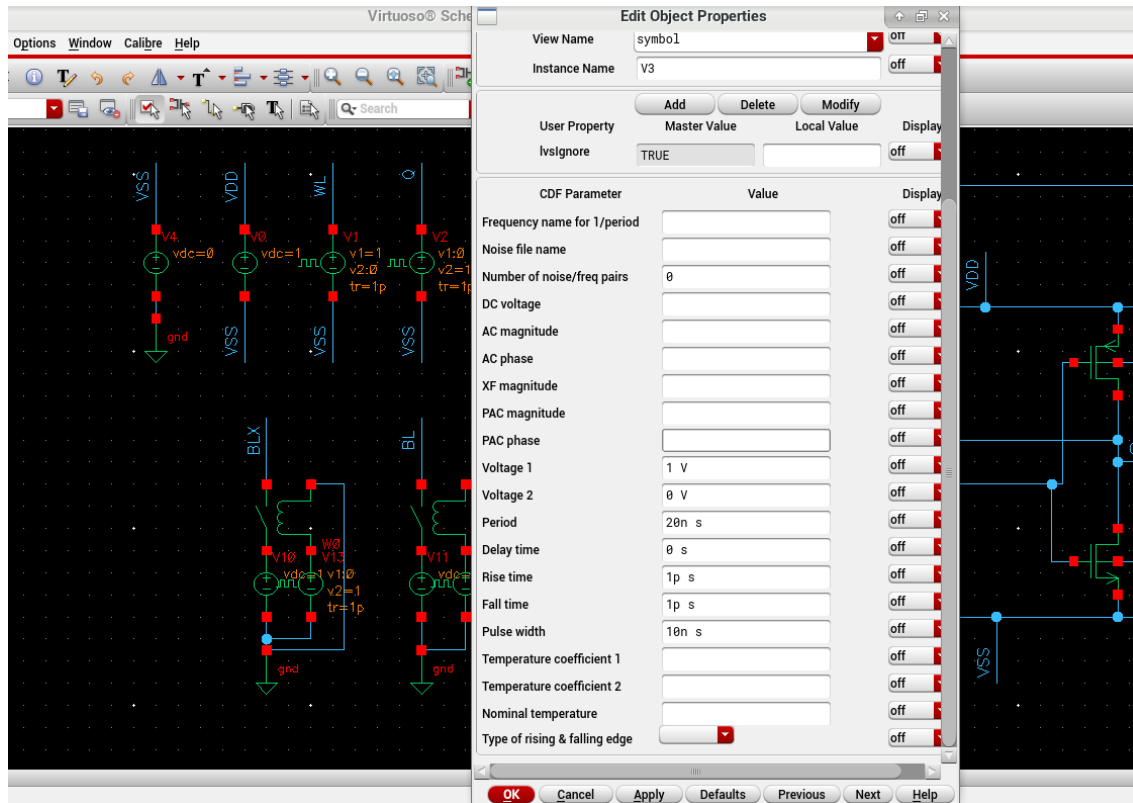 Virtuoso® Sche
Edit Object Properties
Options Window Calibre Help
Search
View Name symbol off
Instance Name V3 off
Add Delete Modify
User Property Master Value Local Value Display
lvsIgnore TRUE off
CDF Parameter Value Display
Frequency name for 1/period off
Noise file name off
Number of noise/freq pairs 0 off
DC voltage off
AC magnitude off
AC phase off
XF magnitude off
PAC magnitude off
PAC phase off
Voltage 1 1 V off
Voltage 2 0 V off
Period 20n s off
Delay time 0 s off
Rise time 1p s off
Fall time 1p s off
Pulse width 10n s off
Temperature coefficient 1 off
Temperature coefficient 2 off
Nominal temperature off
Type of rising & falling edge off
OK Cancel Apply Defaults Previous Next Help
VSS VDD WL Q
V4 V0 V1 V2
vdc=0 vdc=1 v1=1 v1:0
v2:0 v2=1
tr=1p tr=1p
gnd VSS VSS VSS
BLX BL
W0
V10 V13 V11
vdc=1 v1:0 vdc=
v2=1
tr=1p
gnd gnd
VDD
VSS